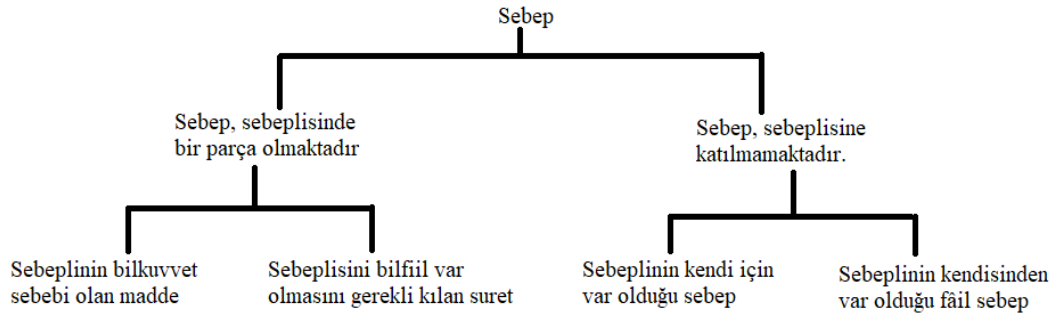 Sebep
Sebep, sebeplisinde
bir parça olmaktadır
Sebep, sebeplisine
katılmamaktadır.
Sebeplinin bilkuvvet
sebebi olan madde
Sebeplisini bilfiil var
olmasını gerekli kılan suret
Sebeplinin kendi için
var olduğu sebep
Sebeplinin kendisinden
var olduğu fâil sebep